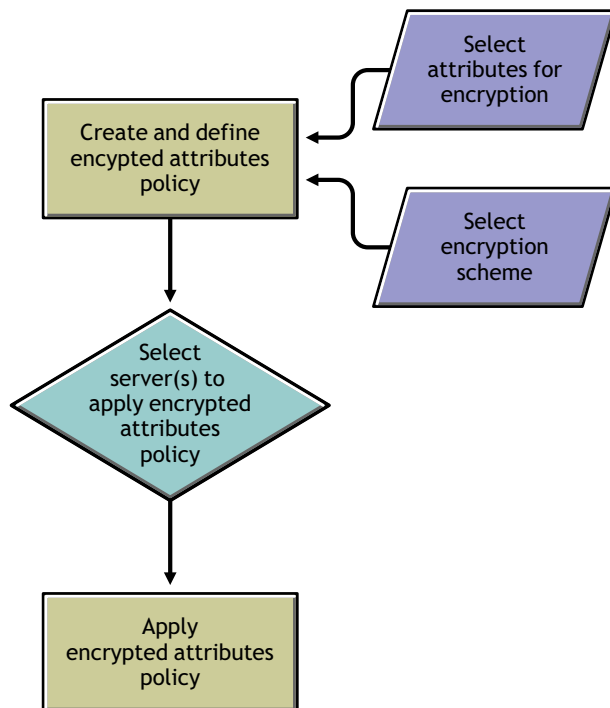 Select
attributes for
encryption
Create and define
encypted attributes
policy
Select
encryption
scheme
Select
server(s) to
apply encrypted
attributes
policy
Apply
encrypted attributes
policy